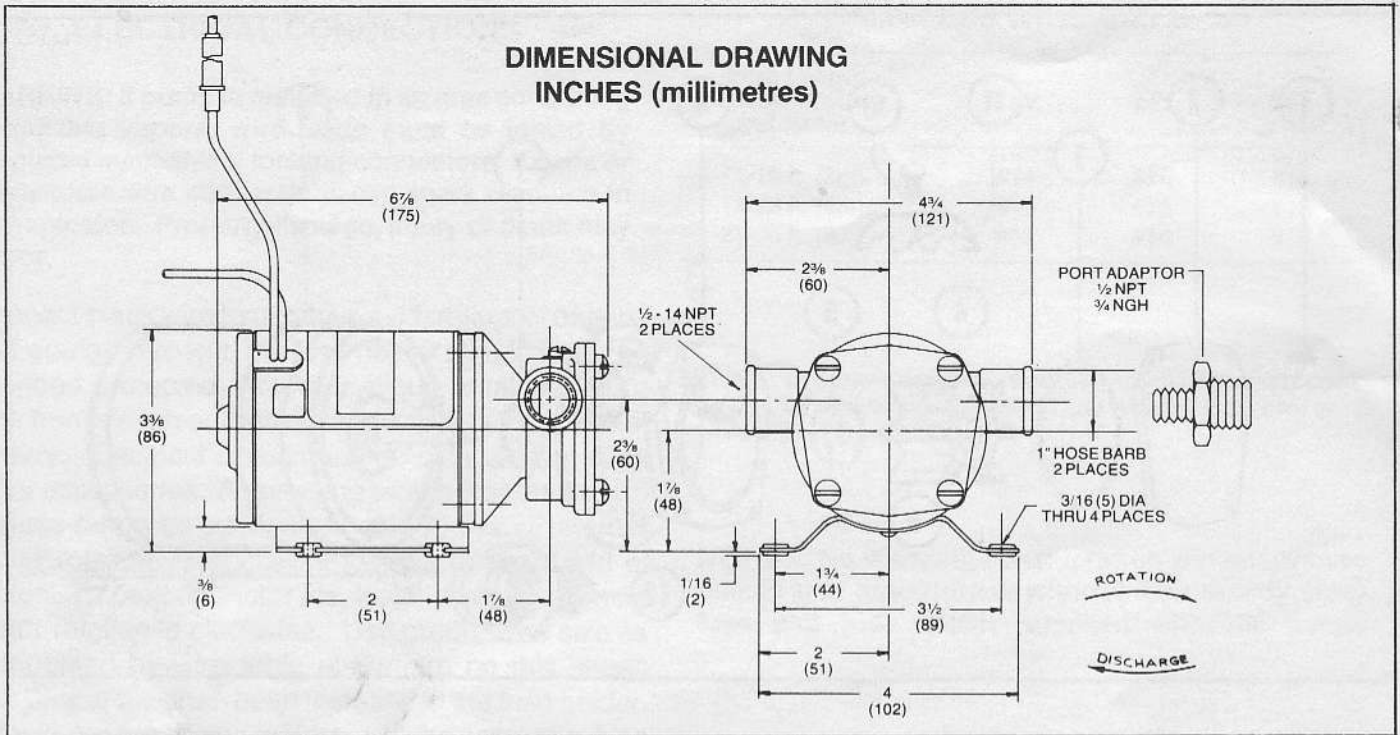 DIMENSIONAL DRAWING
INCHES (millimetres)
6⅞
(175)
4¾
(121)
2⅜
(60)
PORT ADAPTOR
½ NPT
¾ NGH
½ - 14 NPT
2 PLACES
3⅜
(86)
2⅜
(60)
1⅞
(48)
1" HOSE BARB
2 PLACES
3/16 (5) DIA
THRU 4 PLACES
⅜
(6)
2
(51)
1⅞
(48)
1/16
(2)
1¾
(44)
3½
(89)
2
(51)
4
(102)
ROTATION
DISCHARGE